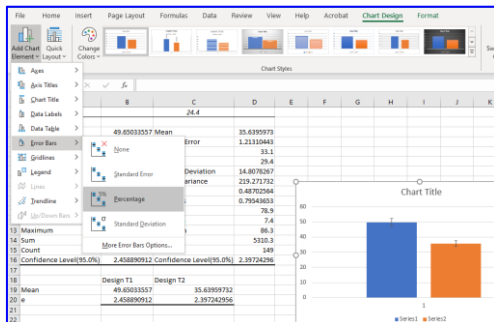 File Home Insert Page Layout Formulas Data Review View Help Acrobat Chart Design Format
Add Chart Element Quick Layout Change Colors
Chart Styles
Axes
Axis Titles
Chart Title
Data Labels
Data Table
Error Bars
Gridlines
Legend
Lines
Trendline
Up/Down Bars
None
Standard Error
Percentage
Standard Deviation
More Error Bars Options...
fx
B C D E F G H I J K
24.4
49.65033557 Mean 35.6395973
Error 1.21310443
33.1
29.4
Deviation 14.8078267
ariance 219.271732
0.48702564
0.79543653
78.9
7.4
13 Maximum 86.3
14 Sum 5310.3
15 Count 149
16 Confidence Level(95.0%) 2.458890912 Confidence Level(95.0%) 2.39724296
17
18 Design T1 Design T2
19 Mean 49.65033557 35.63959732
20 e 2.458890912 2.397242956
21
Chart Title
60
50
40
30
20
10
0
1
Series1 Series2